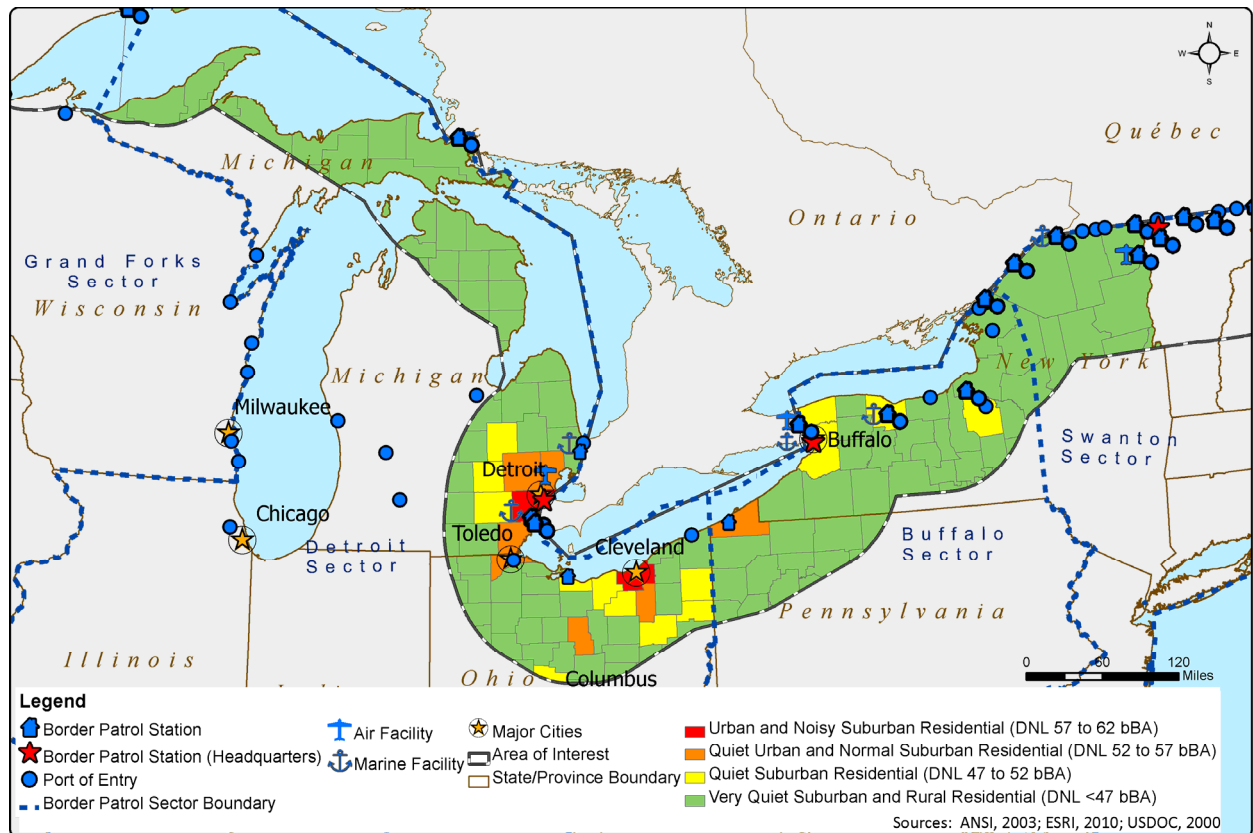 N
W E
S
Québec
Michigan
Ontario
Grand Forks
Sector
Wisconsin
New York
Michigan
Milwaukee
Buffalo
Swanton
Sector
Detroit
Chicago
Toledo
Detroit
Sector
Cleveland
Buffalo
Sector
Pennsylvania
Illinois
Ohio
Columbus
0 60 120
Miles
Legend
Border Patrol Station
Border Patrol Station (Headquarters)
Port of Entry
Border Patrol Sector Boundary
Air Facility
Marine Facility
Major Cities
Area of Interest
State/Province Boundary
Urban and Noisy Suburban Residential (DNL 57 to 62 bBA)
Quiet Urban and Normal Suburban Residential (DNL 52 to 57 bBA)
Quiet Suburban Residential (DNL 47 to 52 bBA)
Very Quiet Suburban and Rural Residential (DNL <47 bBA)
Sources: ANSI, 2003; ESRI, 2010; USDOC, 2000